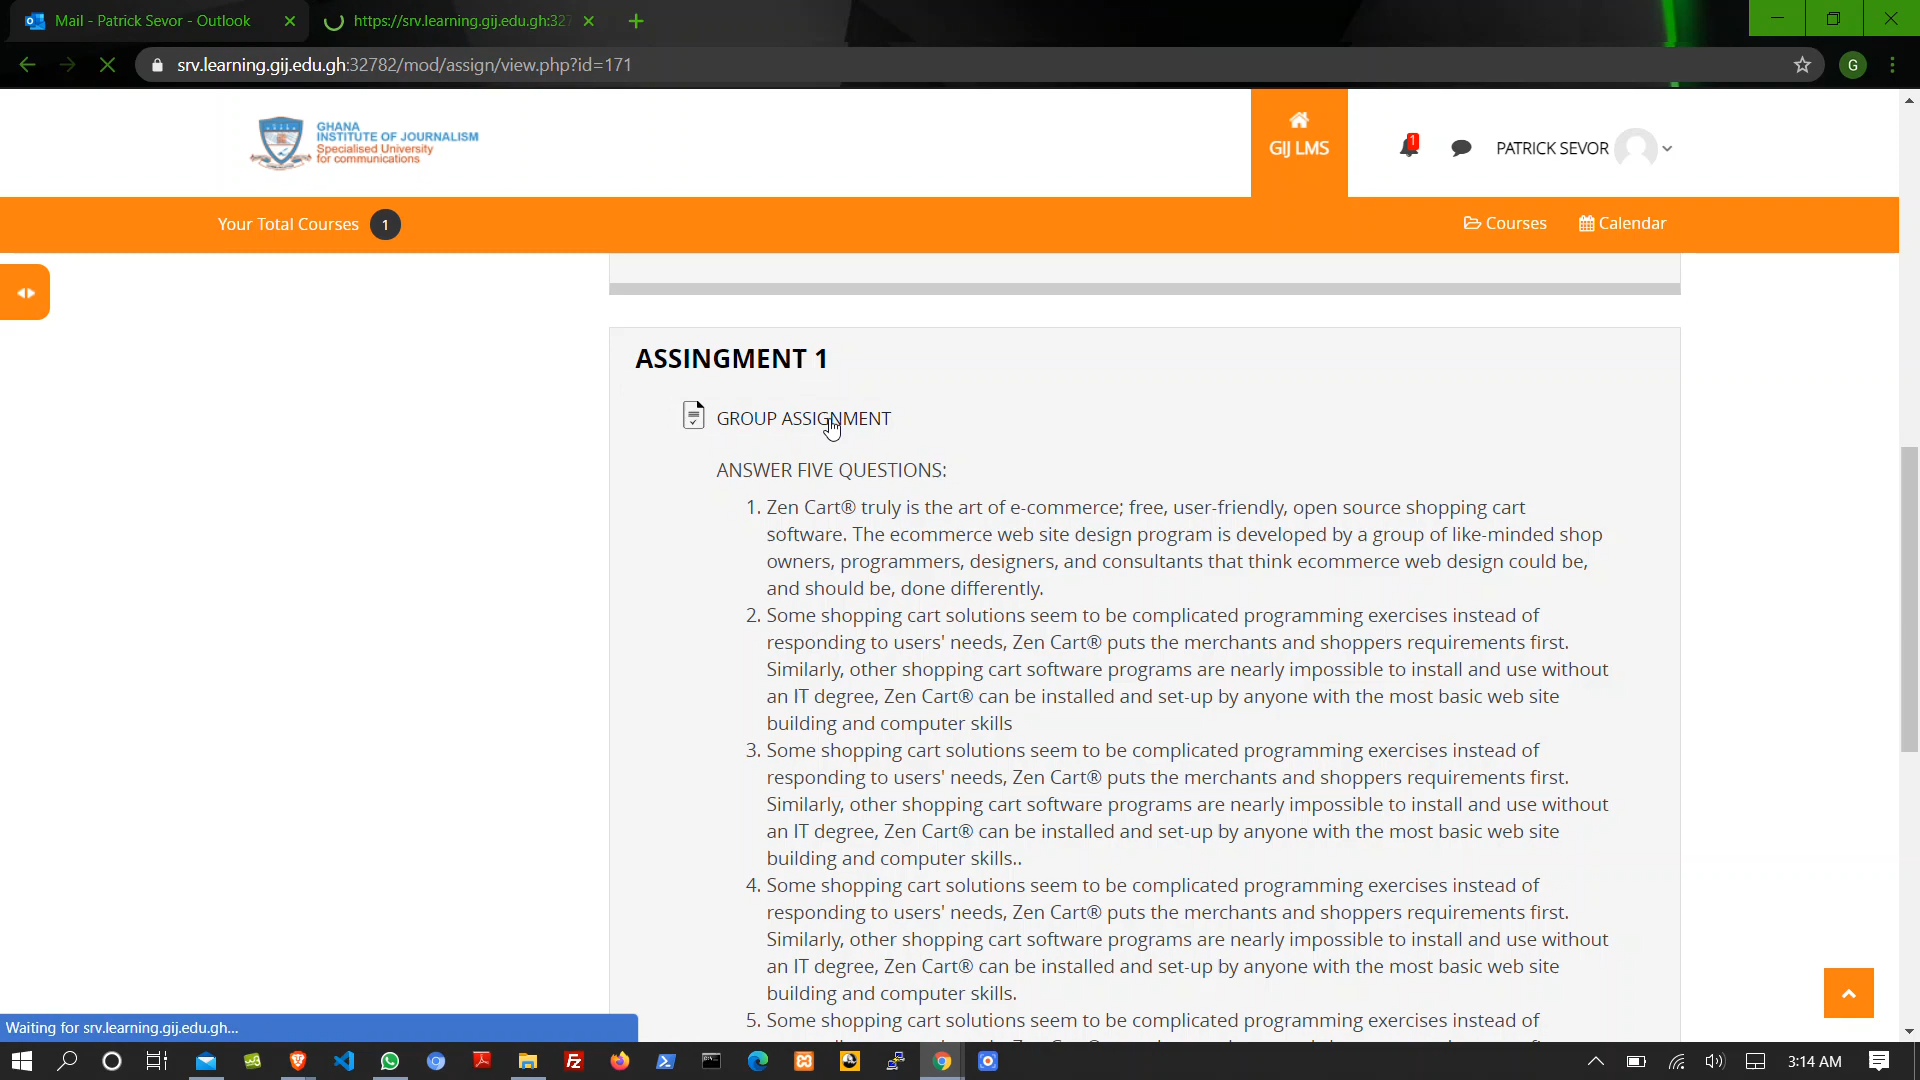 Mail - Patrick Sevor - Outlook
https://srv.learning.gij.edu.gh:327
srv.learning.gij.edu.gh:32782/mod/assign/view.php?id=171
G
GHANA
INSTITUTE OF JOURNALISM
Specialised University
for communications
GIJ LMS
1
PATRICK SEVOR
Your Total Courses 1
Courses
Calendar
ASSINGMENT 1
GROUP ASSIGNMENT
ANSWER FIVE QUESTIONS:
1. Zen Cart® truly is the art of e-commerce; free, user-friendly, open source shopping cart
software. The ecommerce web site design program is developed by a group of like-minded shop
owners, programmers, designers, and consultants that think ecommerce web design could be,
and should be, done differently.
2. Some shopping cart solutions seem to be complicated programming exercises instead of
responding to users' needs, Zen Cart® puts the merchants and shoppers requirements first.
Similarly, other shopping cart software programs are nearly impossible to install and use without
an IT degree, Zen Cart® can be installed and set-up by anyone with the most basic web site
building and computer skills
3. Some shopping cart solutions seem to be complicated programming exercises instead of
responding to users' needs, Zen Cart® puts the merchants and shoppers requirements first.
Similarly, other shopping cart software programs are nearly impossible to install and use without
an IT degree, Zen Cart® can be installed and set-up by anyone with the most basic web site
building and computer skills..
4. Some shopping cart solutions seem to be complicated programming exercises instead of
responding to users' needs, Zen Cart® puts the merchants and shoppers requirements first.
Similarly, other shopping cart software programs are nearly impossible to install and use without
an IT degree, Zen Cart® can be installed and set-up by anyone with the most basic web site
building and computer skills.
5. Some shopping cart solutions seem to be complicated programming exercises instead of
Waiting for srv.learning.gij.edu.gh...
3:14 AM